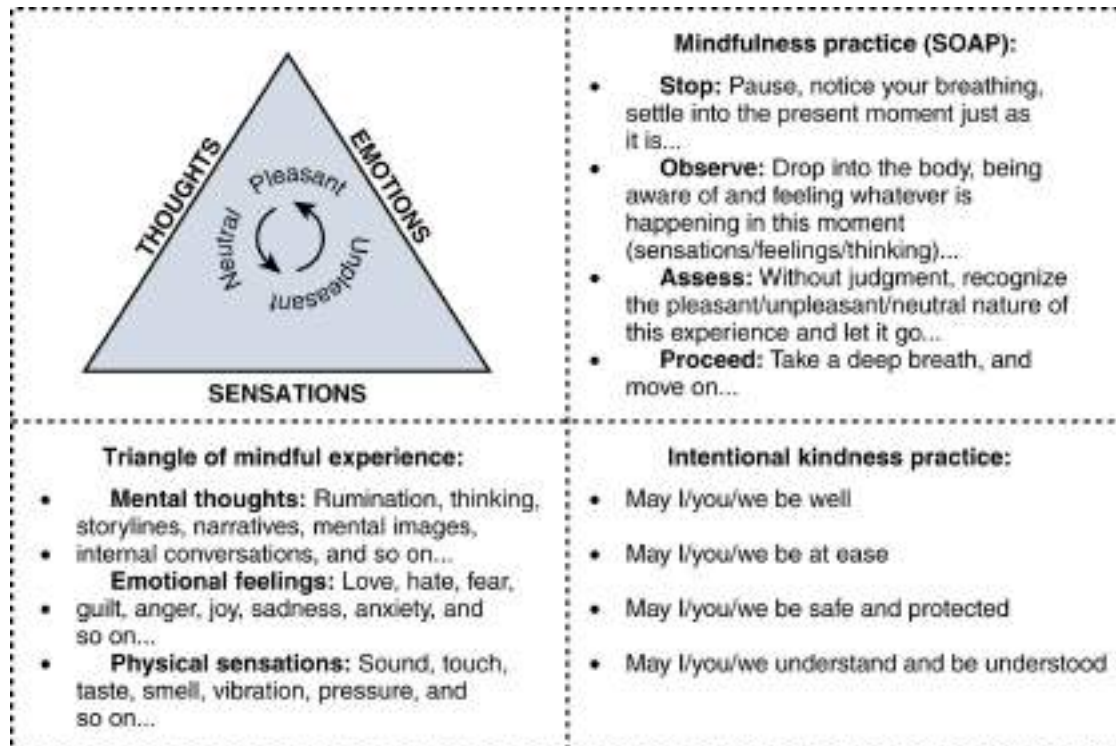 THOUGHTS
EMOTIONS
Pleasant
Neutral
Unpleasant
SENSATIONS
Mindfulness practice (SOAP):
• Stop: Pause, notice your breathing,
settle into the present moment just as
it is...
• Observe: Drop into the body, being
aware of and feeling whatever is
happening in this moment
(sensations/feelings/thinking)...
• Assess: Without judgment, recognize
the pleasant/unpleasant/neutral nature of
this experience and let it go...
• Proceed: Take a deep breath, and
move on...
Triangle of mindful experience:
• Mental thoughts: Rumination, thinking,
storylines, narratives, mental images,
• internal conversations, and so on...
Emotional feelings: Love, hate, fear,
• guilt, anger, joy, sadness, anxiety, and
so on...
• Physical sensations: Sound, touch,
taste, smell, vibration, pressure, and
so on...
Intentional kindness practice:
• May I/you/we be well
• May I/you/we be at ease
• May I/you/we be safe and protected
• May I/you/we understand and be understood